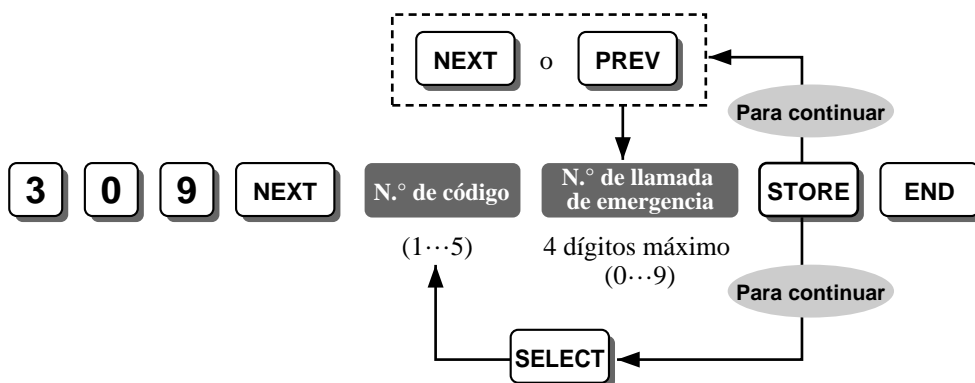 NEXT o PREV
Para continuar
3 0 9 NEXT N.° de código N.° de llamada
de emergencia STORE END
(1···5) 4 dígitos máximo
(0···9)
Para continuar
SELECT